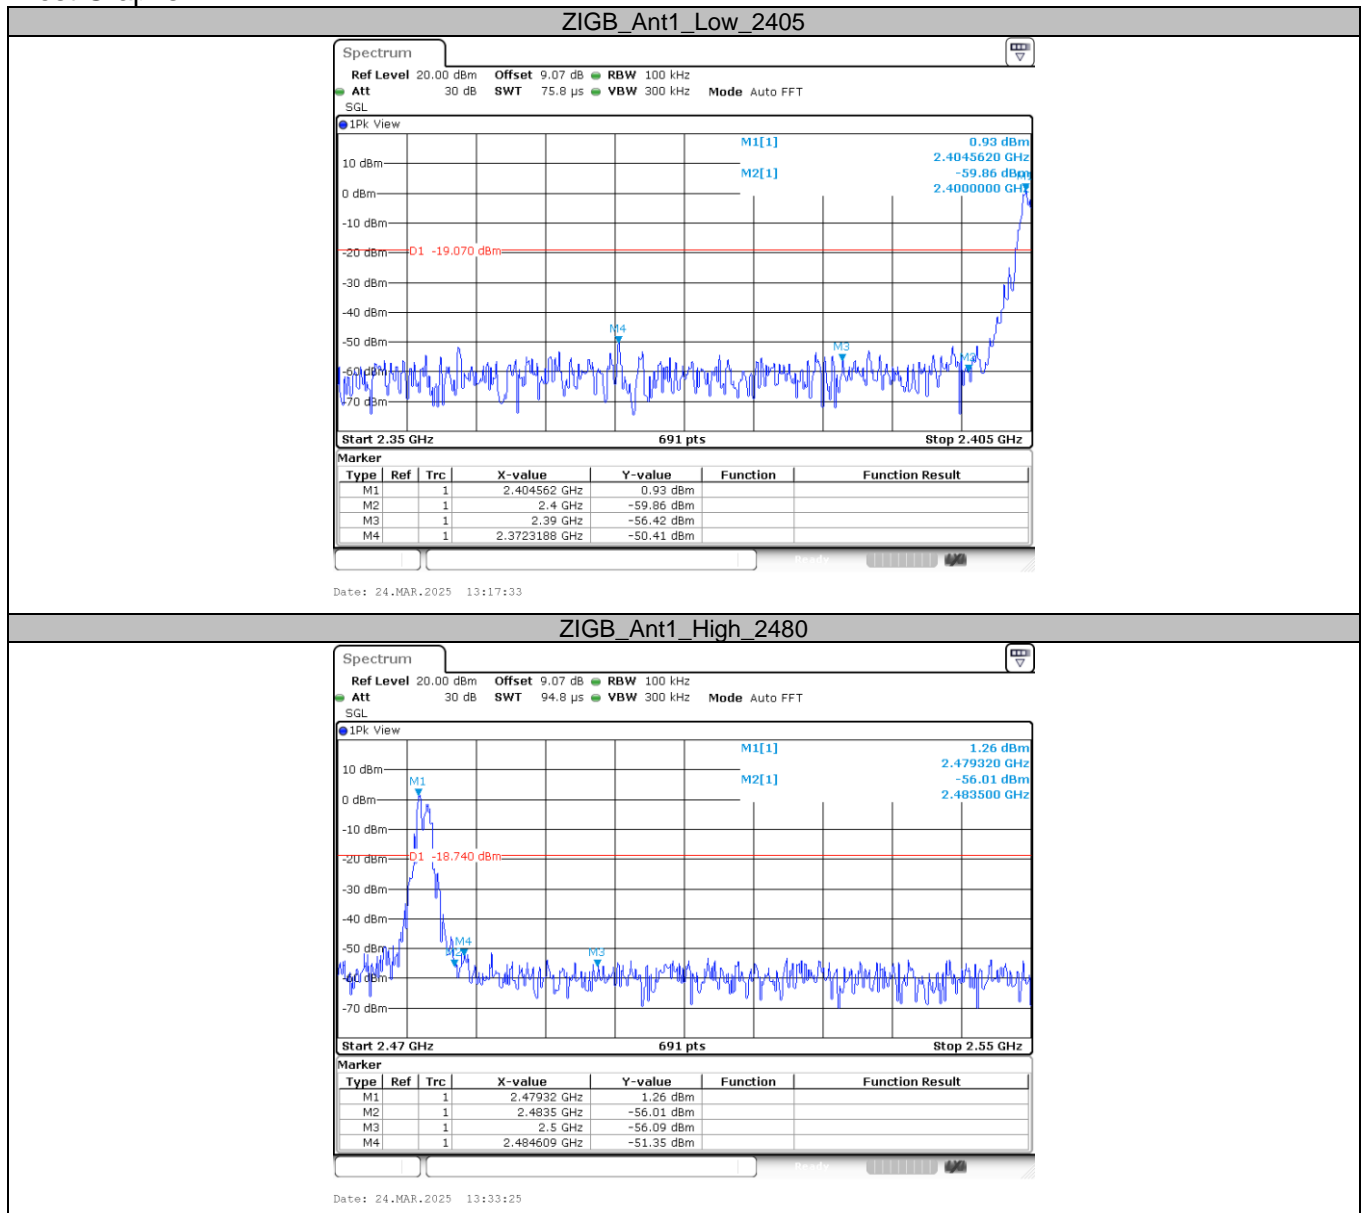 ZIGB_Ant1_Low_2405
Spectrum
Ref Level 20.00 dBm Offset 9.07 dB RBW 100 kHz
Att 30 dB SWT 75.8 µs VBW 300 kHz Mode Auto FFT
SGL
1Pk View
M1[1] 0.93 dBm
2.4045620 GHz
M2[1] -59.86 dBm
2.4000000 GHz
M1
10 dBm
0 dBm
-10 dBm
-20 dBm
D1 -19.070 dBm
-30 dBm
-40 dBm
M4
-50 dBm
M3
M2
-60 dBm
-70 dBm
Start 2.35 GHz 691 pts Stop 2.405 GHz
Marker
Type Ref Trc X-value Y-value Function Function Result
M1 1 2.404562 GHz 0.93 dBm
M2 1 2.4 GHz -59.86 dBm
M3 1 2.39 GHz -56.42 dBm
M4 1 2.3723188 GHz -50.41 dBm
Ready
Date: 24.MAR.2025 13:17:33
ZIGB_Ant1_High_2480
Spectrum
Ref Level 20.00 dBm Offset 9.07 dB RBW 100 kHz
Att 30 dB SWT 94.8 µs VBW 300 kHz Mode Auto FFT
SGL
1Pk View
M1[1] 1.26 dBm
2.479320 GHz
M2[1] -56.01 dBm
2.483500 GHz
10 dBm
M1
0 dBm
-10 dBm
-20 dBm
D1 -18.740 dBm
-30 dBm
-40 dBm
M4
-50 dBm
M2
M3
-60 dBm
-70 dBm
Start 2.47 GHz 691 pts Stop 2.55 GHz
Marker
Type Ref Trc X-value Y-value Function Function Result
M1 1 2.47932 GHz 1.26 dBm
M2 1 2.4835 GHz -56.01 dBm
M3 1 2.5 GHz -56.09 dBm
M4 1 2.484609 GHz -51.35 dBm
Ready
Date: 24.MAR.2025 13:33:25